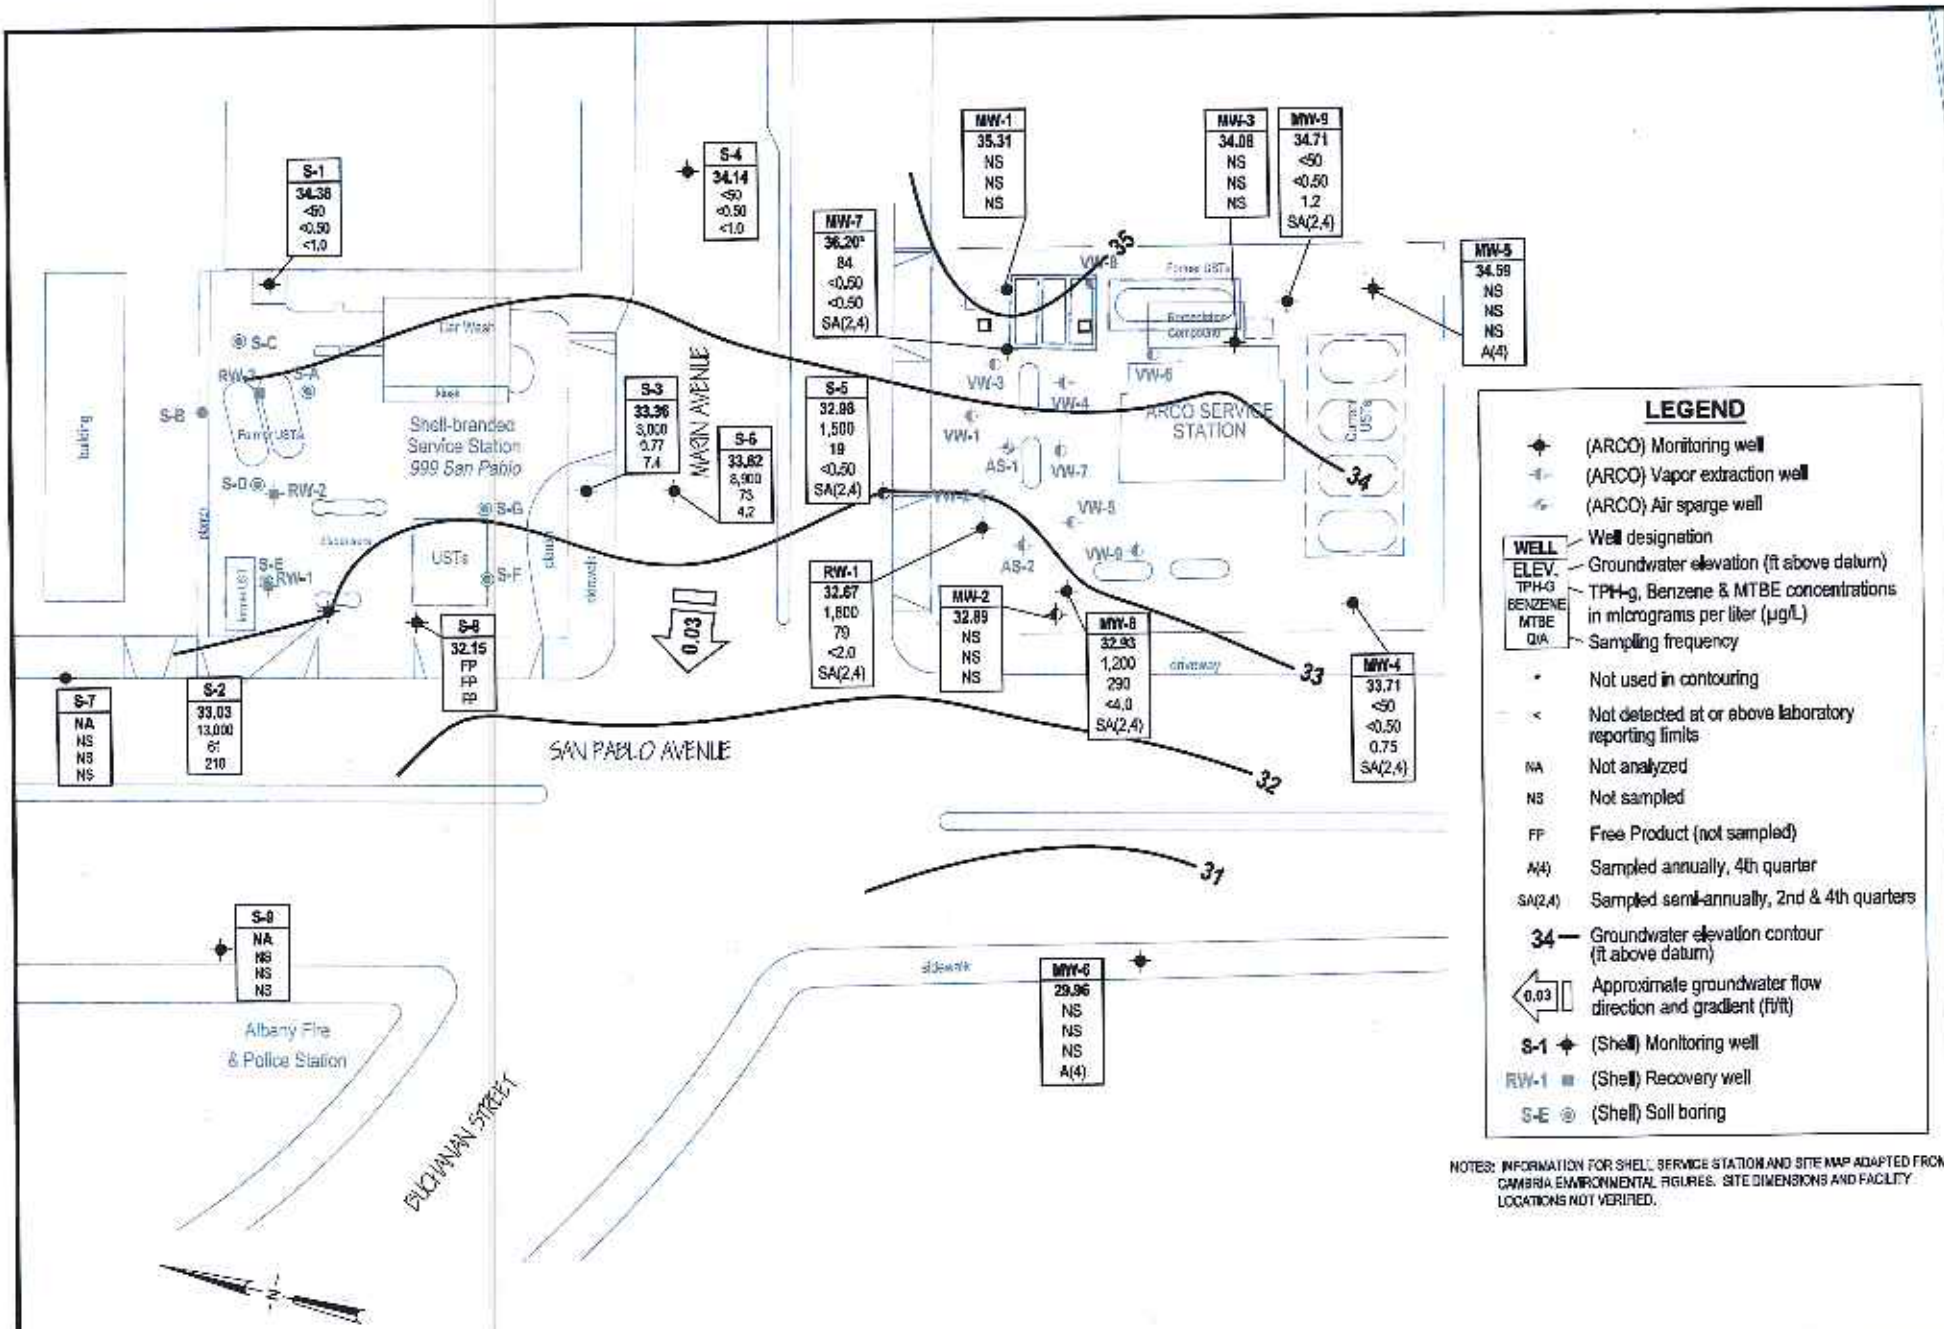 S-1
34.38
<50
<0.50
<1.0
S-4
34.14
<50
<0.50
<1.0
MW-1
35.31
NS
NS
NS
MW-3
34.08
NS
NS
NS
MW-9
34.71
<50
<0.50
1.2
SA(2,4)
MW-7
36.20*
84
<0.50
<0.50
SA(2,4)
MW-5
34.59
NS
NS
NS
A(4)
35
VW-8
Former USTs
Remediation
Compound
Car Wash
S-C
S-A
S-B
building
Kiosk
Shell-branded
Service Station
999 San Pablo
S-3
33.36
0.77
7.4
MARIN AVENUE
S-6
33.62
73
4.2
S-5
32.98
1,500
19
<0.50
SA(2,4)
VW-3
VW-4
VW-6
VW-1
AS-1
VW-7
ARCO SERVICE
STATION
Current
USTs
34
S-D
RW-2
S-G
USTs
S-E
RW-1
S-F
sidewalk
VW-2
VW-5
AS-2
VW-9
RW-1
32.67
79
<2.0
SA(2,4)
MW-2
32.89
NS
NS
NS
MW-8
32.93
1,200
290
<4.0
SA(2,4)
driveway
33
MW-4
33.71
<50
<0.50
0.75
SA(2,4)
0.03
32.15
FP
FP
FP
S-7
NA
NS
NS
NS
S-2
33.03
13,000
61
210
SAN PABLO AVENUE
32
31
NA
NS
NS
NS
Albany Fire
& Police Station
sidewalk
MW-6
29.96
NS
NS
NS
A(4)
BUCHANAN STREET
N
LEGEND
(ARCO) Monitoring well
(ARCO) Vapor extraction well
(ARCO) Air sparge well
WELL
ELEV.
TPH-G
BENZENE
MTBE
Q/A
Well designation
Groundwater elevation (ft above datum)
TPH-g, Benzene & MTBE concentrations
in micrograms per liter (µg/L)
Sampling frequency
* Not used in contouring
< Not detected at or above laboratory
reporting limits
NA Not analyzed
NS Not sampled
FP Free Product (not sampled)
A(4) Sampled annually, 4th quarter
SA(2,4) Sampled semi-annually, 2nd & 4th quarters
34 Groundwater elevation contour
(ft above datum)
0.03 Approximate groundwater flow
direction and gradient (ft/ft)
S-1 (Shell) Monitoring well
RW-1 (Shell) Recovery well
S-E (Shell) Soil boring
NOTES: INFORMATION FOR SHELL SERVICE STATION AND SITE MAP ADAPTED FROM
CAMBRIA ENVIRONMENTAL FIGURES. SITE DIMENSIONS AND FACILITY
LOCATIONS NOT VERIFIED.